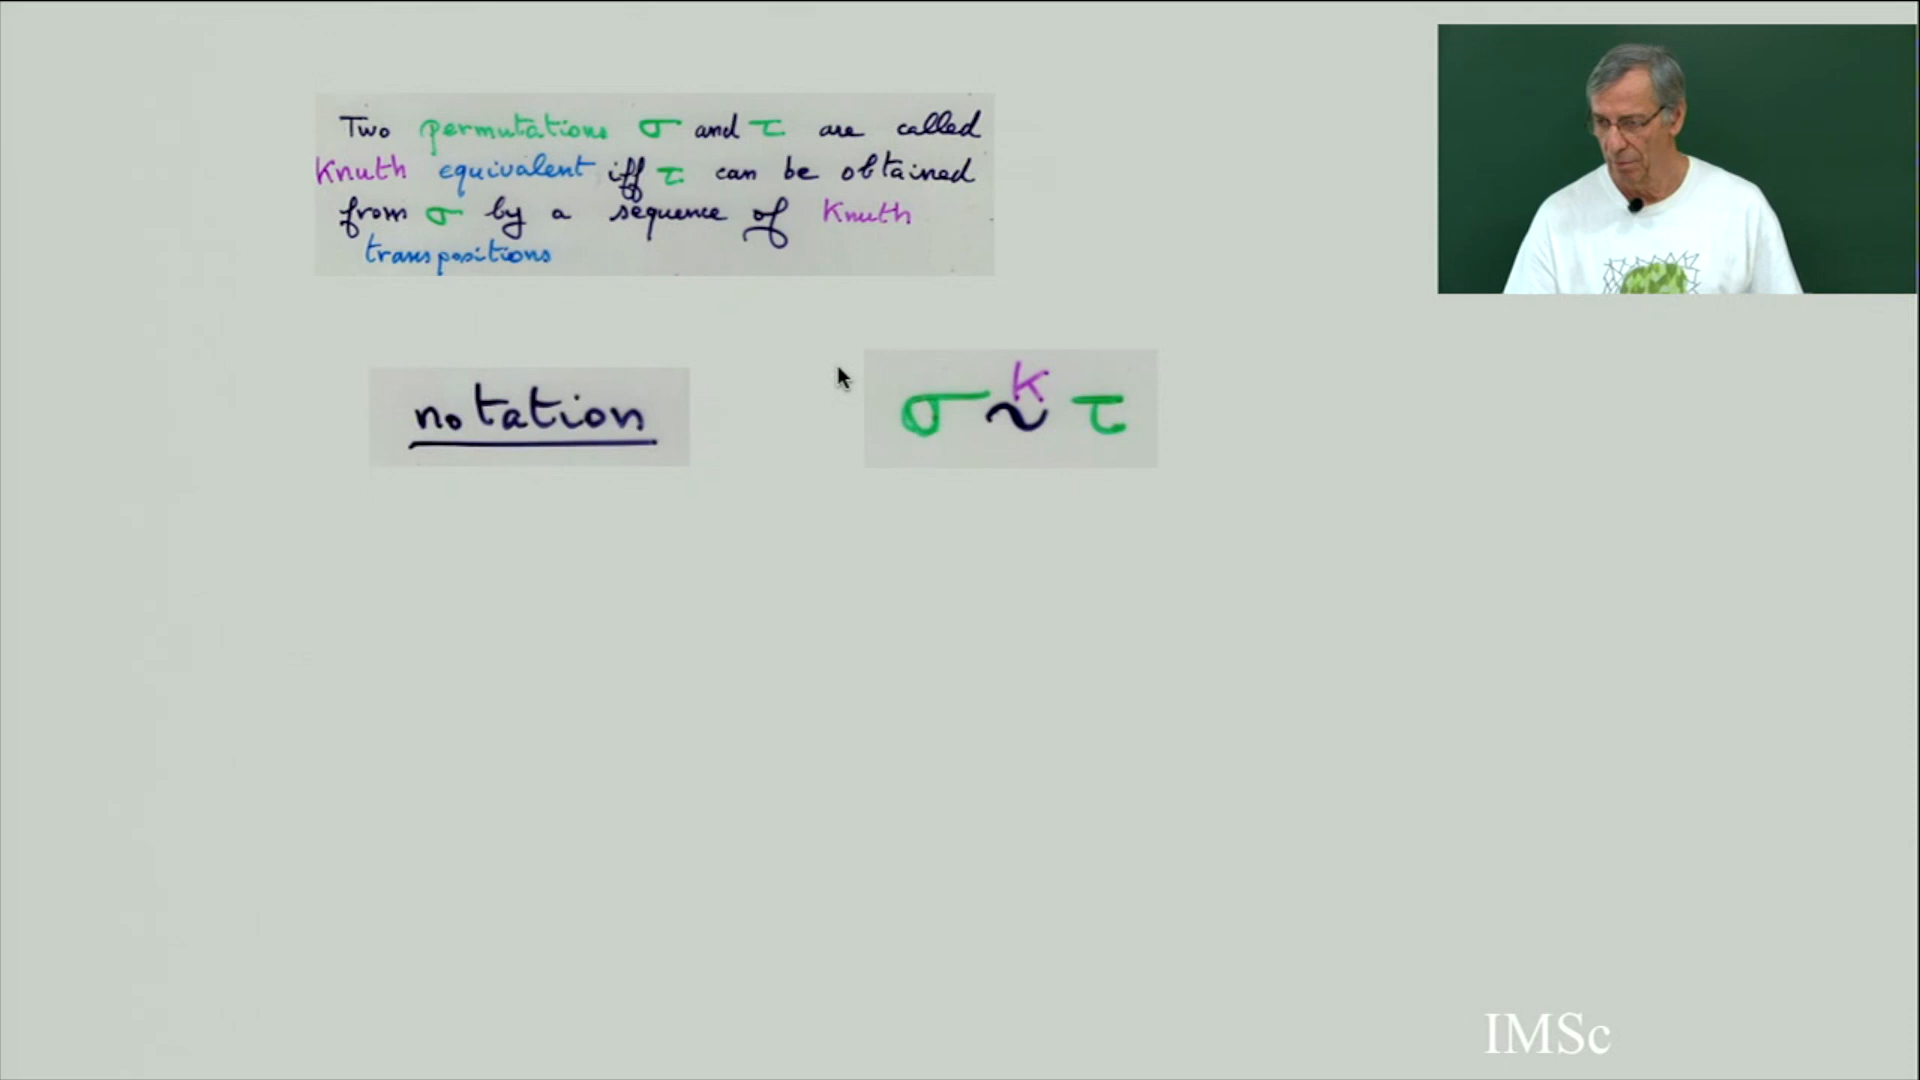 Two permutations σ and τ are called
Knuth equivalent iff τ can be obtained
from σ by a sequence of Knuth
transpositions
notation
σ ~ᴷ τ
IMSc